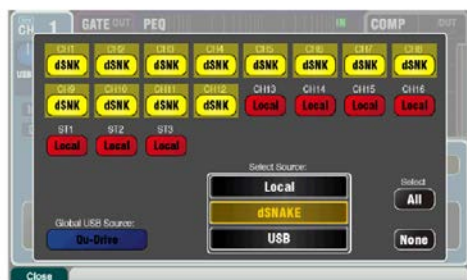 CH 1 GATE OUT PEQ IN COMP OUT
CH1 CH2 CH3 CH4 CH5 CH6 CH7 CH8
dSNK dSNK dSNK dSNK dSNK dSNK dSNK dSNK
CH9 CH10 CH11 CH12 CH13 CH14 CH15 CH16
dSNK dSNK dSNK dSNK Local Local Local Local
ST1 ST2 ST3
Local Local Local
USB
Select Source:
Local
dSNAKE
USB
Select
All
None
Global USB Source:
Qu-Drive
Close